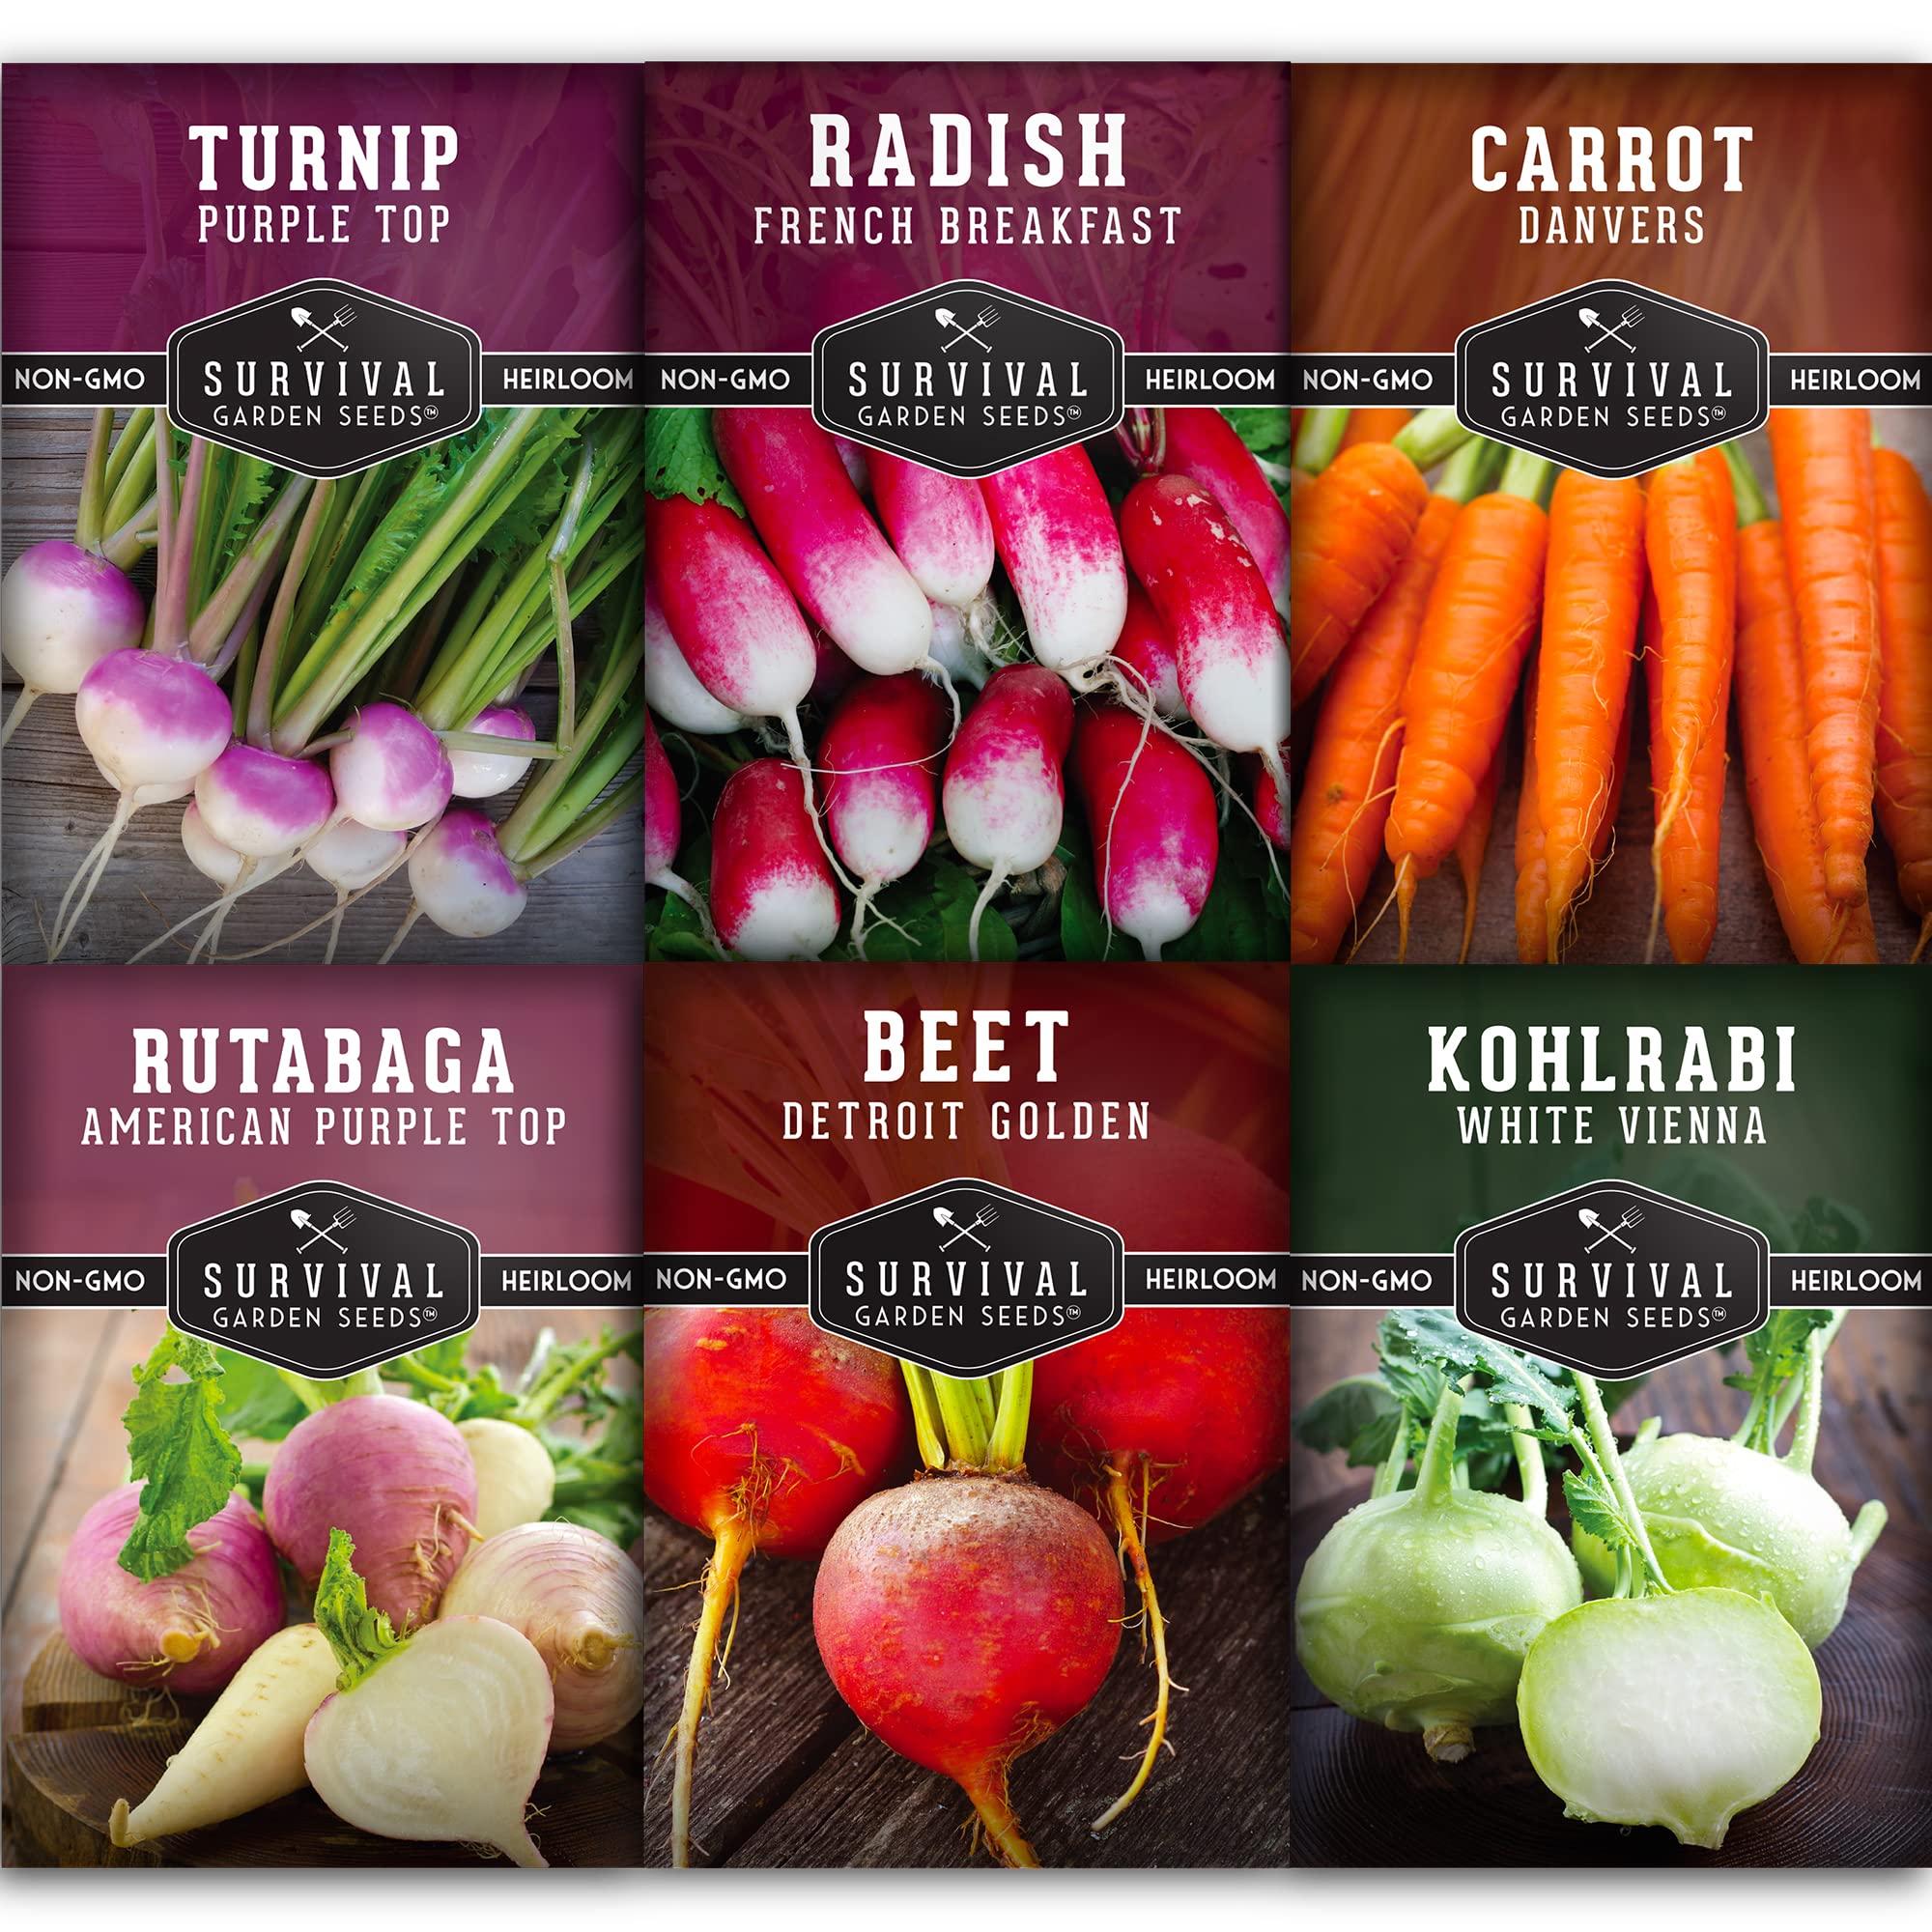 TURNIP
PURPLE TOP
NON-GMO
SURVIVAL
GARDEN SEEDS™
HEIRLOOM
RADISH
FRENCH BREAKFAST
NON-GMO
SURVIVAL
GARDEN SEEDS™
HEIRLOOM
CARROT
DANVERS
NON-GMO
SURVIVAL
GARDEN SEEDS™
HEIRLOOM
RUTABAGA
AMERICAN PURPLE TOP
NON-GMO
SURVIVAL
GARDEN SEEDS™
HEIRLOOM
BEET
DETROIT GOLDEN
NON-GMO
SURVIVAL
GARDEN SEEDS™
HEIRLOOM
KOHLRABI
WHITE VIENNA
NON-GMO
SURVIVAL
GARDEN SEEDS™
HEIRLOOM